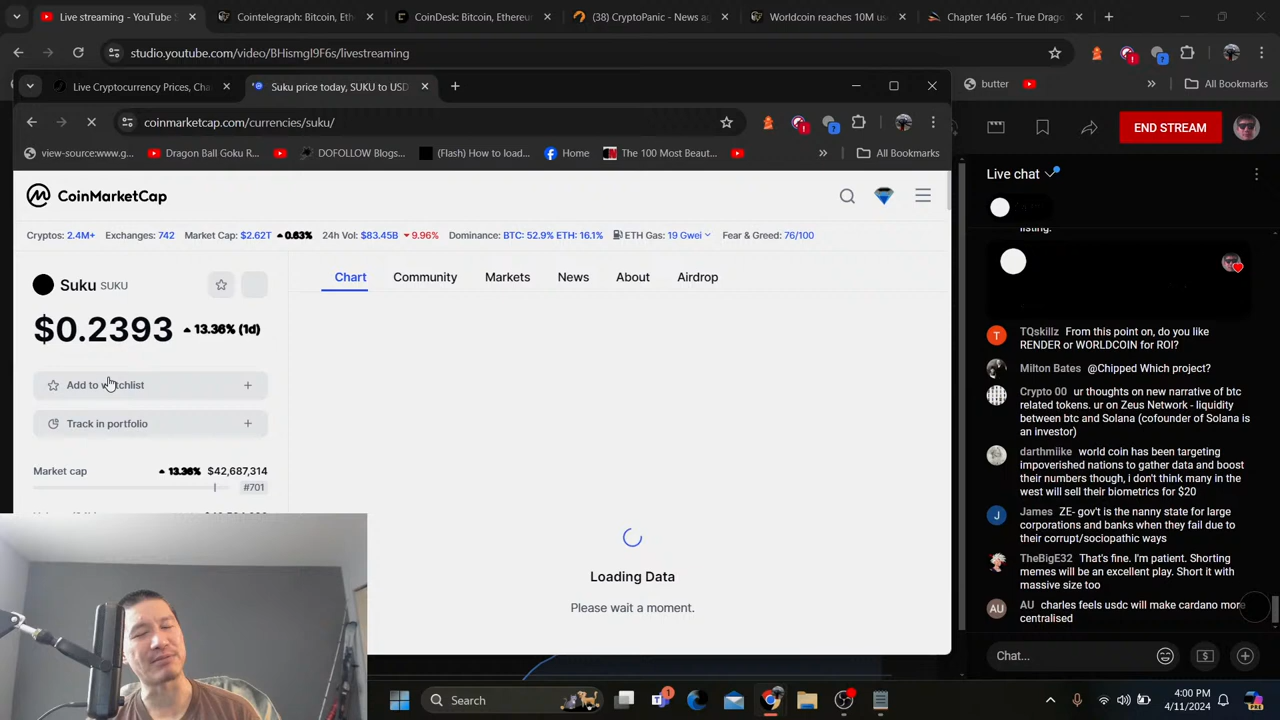 Live streaming - YouTube S
Cointelegraph: Bitcoin, Et
CoinDesk: Bitcoin, Ethereu
(38) CryptoPanic - News ag
Worldcoin reaches 10M us
Chapter 1466 - True Drago
studio.youtube.com/video/BHismgI9F6s/livestreaming
Live Cryptocurrency Prices, Cha
Suku price today, SUKU to USD
butter
All Bookmarks
coinmarketcap.com/currencies/suku/
END STREAM
view-source:www.g...
Dragon Ball Goku R...
DOFOLLOW Blogs...
(Flash) How to load...
Home
The 100 Most Beaut...
All Bookmarks
Live chat
CoinMarketCap
listing.
Cryptos: 2.4M+ Exchanges: 742 Market Cap: $2.62T 0.63% 24h Vol: $83.45B 9.96% Dominance: BTC: 52.9% ETH: 16.1% ETH Gas: 19 Gwei Fear & Greed: 76/100
Suku SUKU
Chart Community Markets News About Airdrop
$0.2393 13.36% (1d)
Add to watchlist
Track in portfolio
Market cap 13.36% $42,687,314
#701
Loading Data
Please wait a moment.
TQskillz From this point on, do you like
RENDER or WORLDCOIN for ROI?
Milton Bates @Chipped Which project?
Crypto 00 ur thoughts on new narrative of btc
related tokens. ur on Zeus Network - liquidity
between btc and Solana (cofounder of Solana is
an investor)
darthmiike world coin has been targeting
impoverished nations to gather data and boost
their numbers though, i don't think many in the
west will sell their biometrics for $20
James ZE- gov't is the nanny state for large
corporations and banks when they fail due to
their corrupt/sociopathic ways
TheBigE32 That's fine. I'm patient. Shorting
memes will be an excellent play. Short it with
massive size too
AU charles feels usdc will make cardano more
centralised
Chat...
Search
4:00 PM
4/11/2024